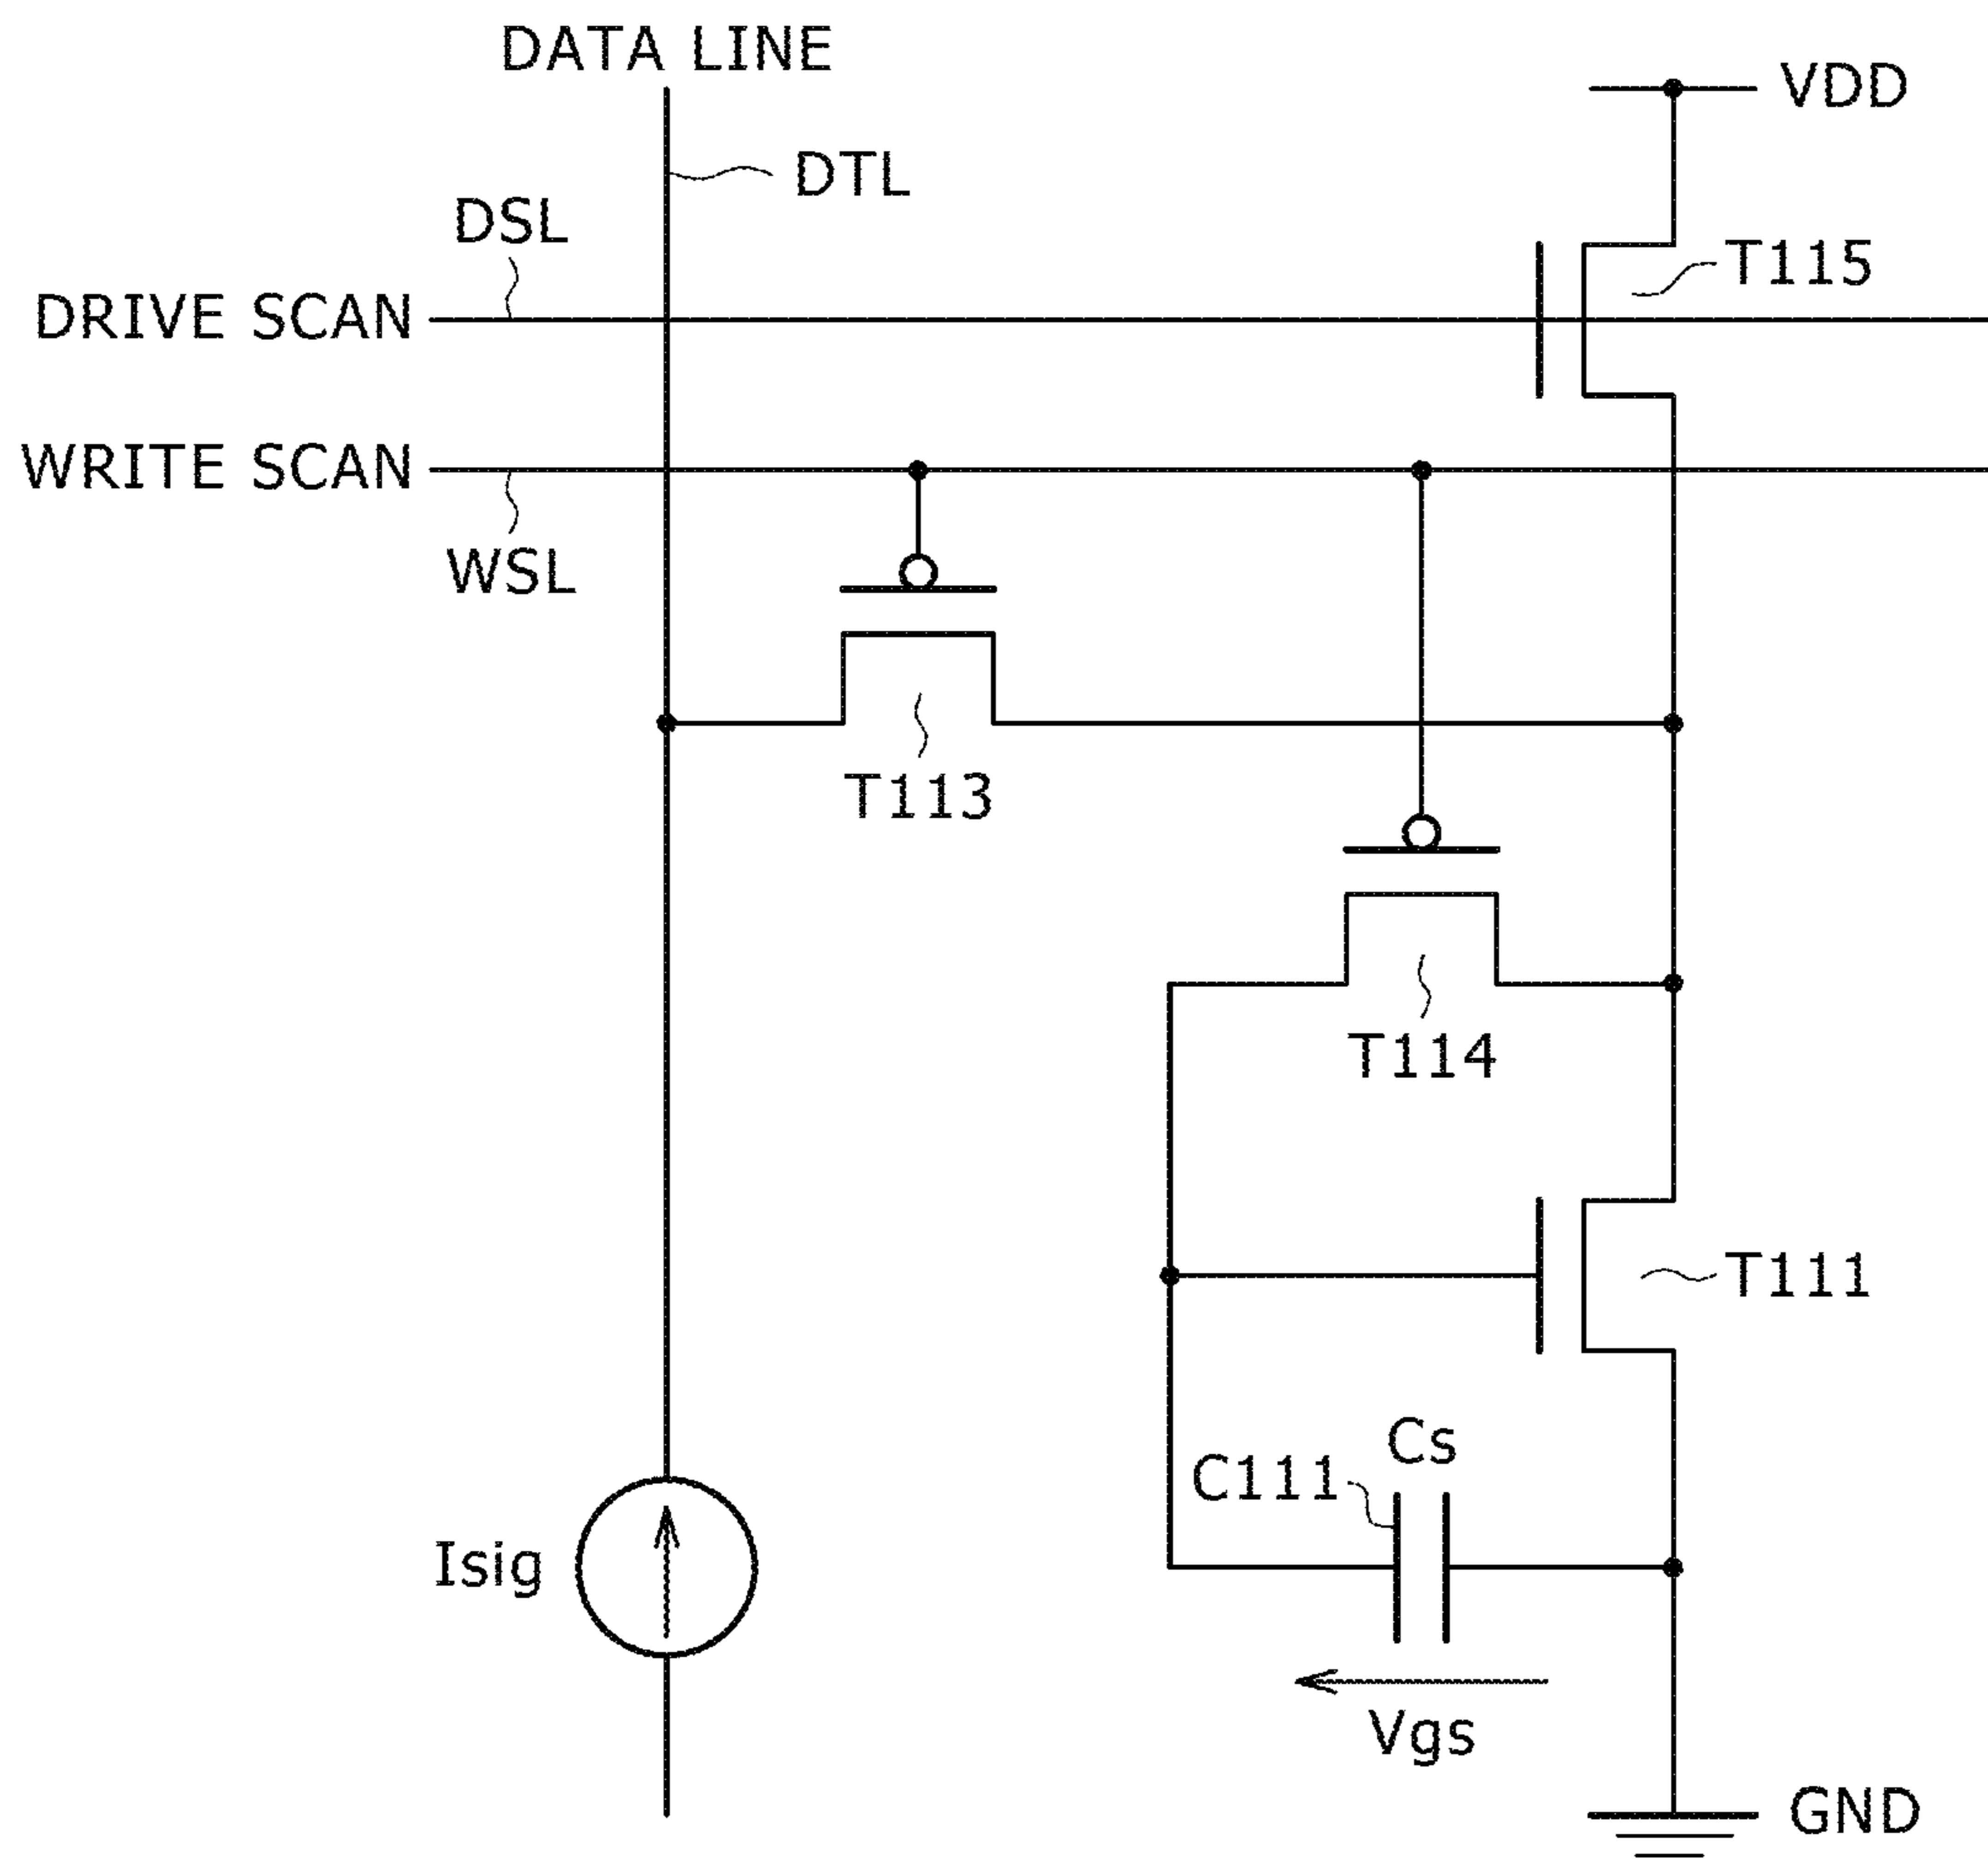 DATA LINE
VDD
DTL
DSL
T115
DRIVE SCAN
WRITE SCAN
WSL
T113
T114
T111
Cs
C111
Isig
Vgs
GND